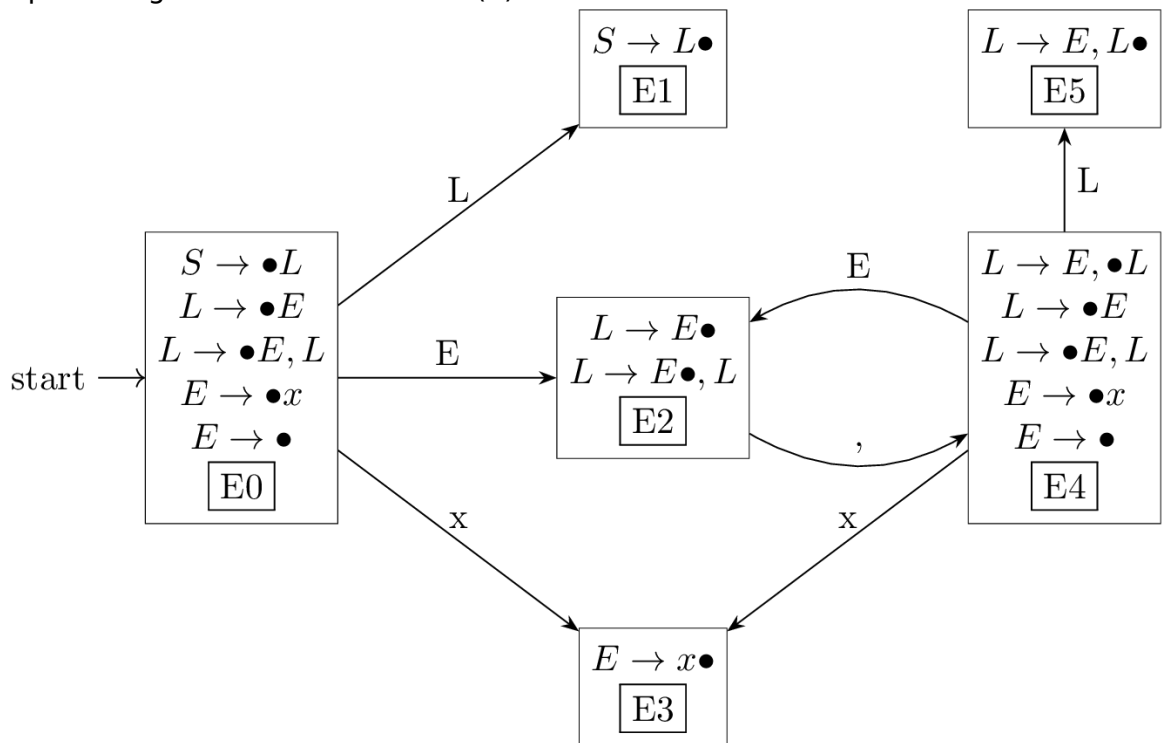 S → L●
E1
L → E, L●
E5
L
L
S → ●L
L → ●E
L → ●E, L
E → ●x
E → ●
E0
start
E
L → E●
L → E●, L
E2
E
,
L → E, ●L
L → ●E
L → ●E, L
E → ●x
E → ●
E4
x
x
E → x●
E3